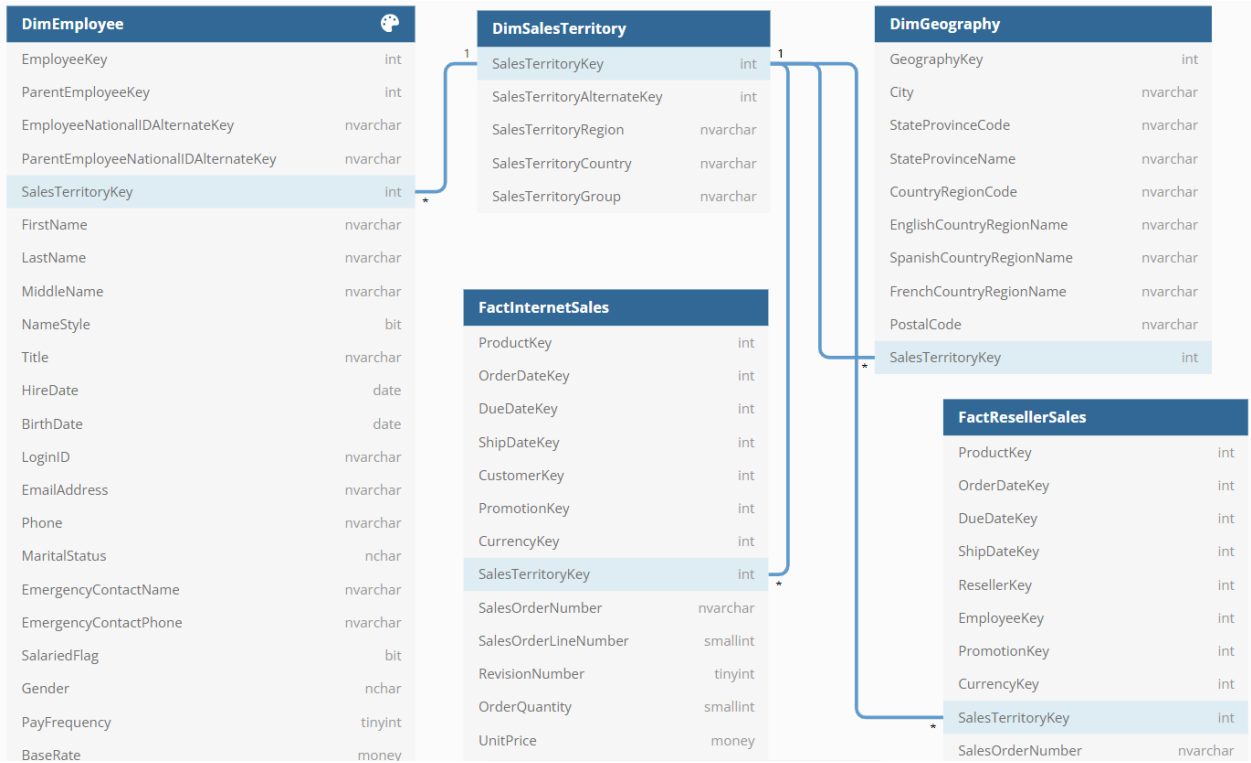 DimEmployee
EmployeeKey int
ParentEmployeeKey int
EmployeeNationalIDAlternateKey nvarchar
ParentEmployeeNationalIDAlternateKey nvarchar
SalesTerritoryKey int
*
FirstName nvarchar
LastName nvarchar
MiddleName nvarchar
NameStyle bit
Title nvarchar
HireDate date
BirthDate date
LoginID nvarchar
EmailAddress nvarchar
Phone nvarchar
MaritalStatus nchar
EmergencyContactName nvarchar
EmergencyContactPhone nvarchar
SalariedFlag bit
Gender nchar
PayFrequency tinyint
BaseRate money
DimSalesTerritory
1 1
SalesTerritoryKey int
SalesTerritoryAlternateKey int
SalesTerritoryRegion nvarchar
SalesTerritoryCountry nvarchar
SalesTerritoryGroup nvarchar
FactInternetSales
ProductKey int
OrderDateKey int
DueDateKey int
ShipDateKey int
CustomerKey int
PromotionKey int
CurrencyKey int
SalesTerritoryKey int
*
SalesOrderNumber nvarchar
SalesOrderLineNumber smallint
RevisionNumber tinyint
OrderQuantity smallint
UnitPrice money
DimGeography
GeographyKey int
City nvarchar
StateProvinceCode nvarchar
StateProvinceName nvarchar
CountryRegionCode nvarchar
EnglishCountryRegionName nvarchar
SpanishCountryRegionName nvarchar
FrenchCountryRegionName nvarchar
PostalCode nvarchar
SalesTerritoryKey int
*
FactResellerSales
ProductKey int
OrderDateKey int
DueDateKey int
ShipDateKey int
ResellerKey int
EmployeeKey int
PromotionKey int
CurrencyKey int
SalesTerritoryKey int
*
SalesOrderNumber nvarchar